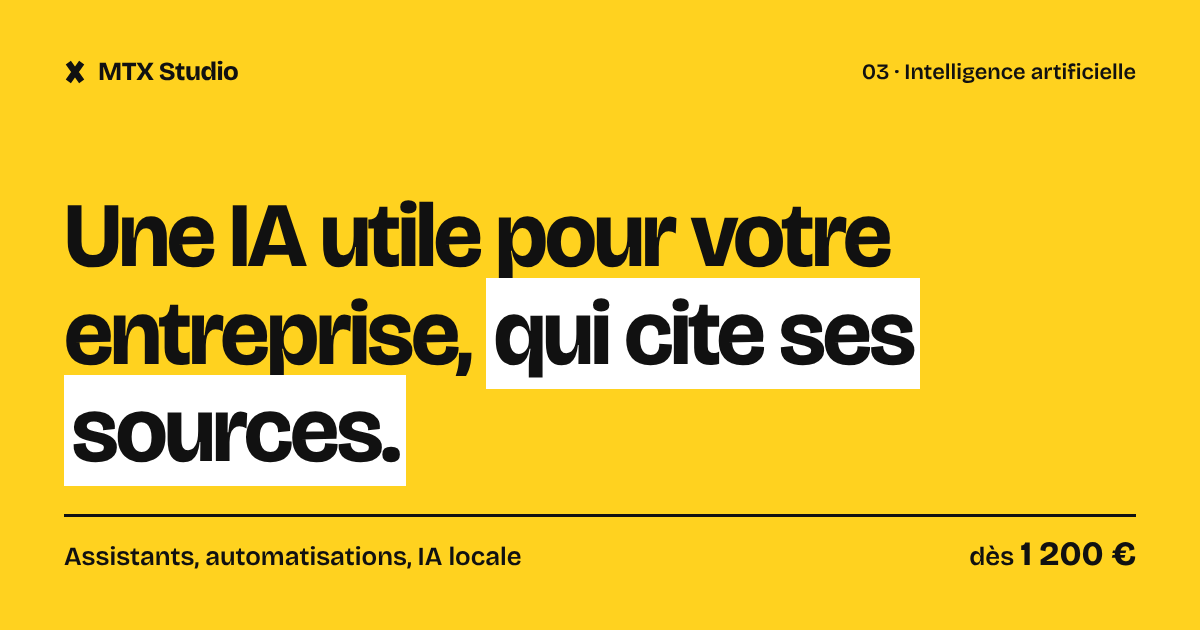 MTX Studio
03 · Intelligence artificielle
Une IA utile pour votre
entreprise, qui cite ses
sources.
Assistants, automatisations, IA locale
dès 1 200 €